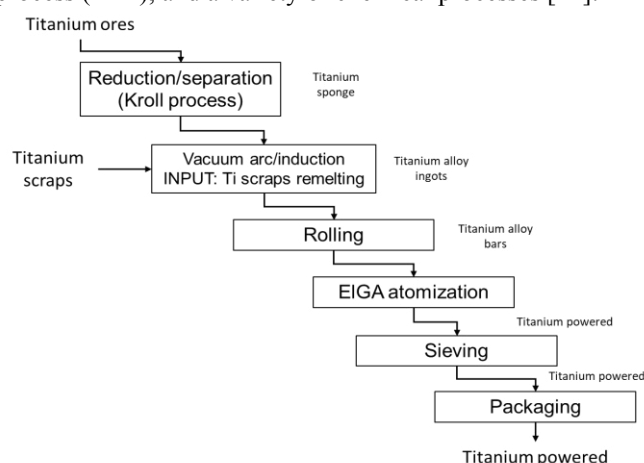 Titanium ores
Reduction/separation
(Kroll process)
Titanium
sponge
Titanium
scraps
Vacuum arc/induction
INPUT: Ti scraps remelting
Titanium alloy
ingots
Rolling
Titanium alloy
bars
EIGA atomization
Titanium powered
Sieving
Titanium powered
Packaging
Titanium powered